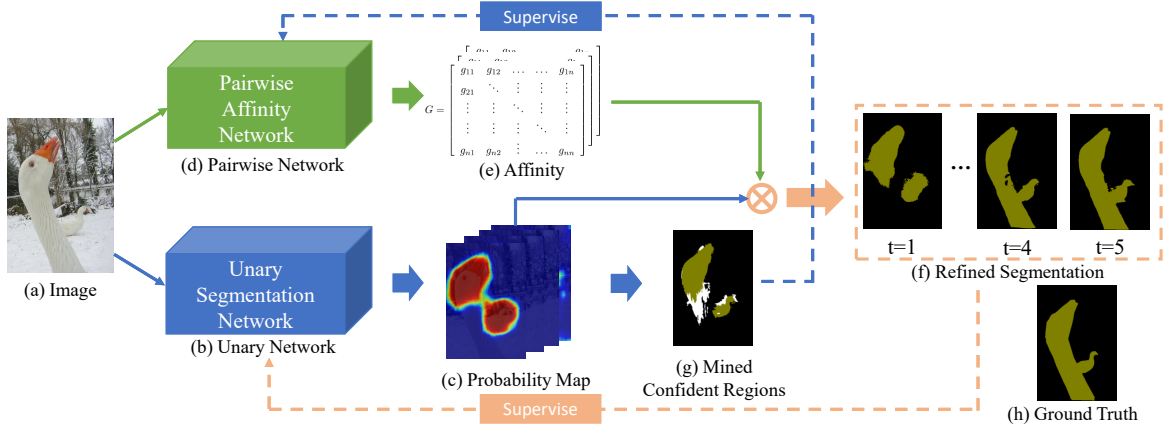 Supervise
Pairwise
Affinity
Network
(d) Pairwise Network
g11 g12 … … g1n
g21 ⋱ ⋮ ⋮ ⋮
G =
⋮ ⋮ ⋱ ⋮ ⋮
⋮ ⋮ ⋮ ⋱ ⋮
gn1 gn2 ⋮ … gnn
(e) Affinity
(a) Image
Unary
Segmentation
Network
(b) Unary Network
(c) Probability Map
(g) Mined
Confident Regions
...
t=1 t=4 t=5
(f) Refined Segmentation
(h) Ground Truth
Supervise